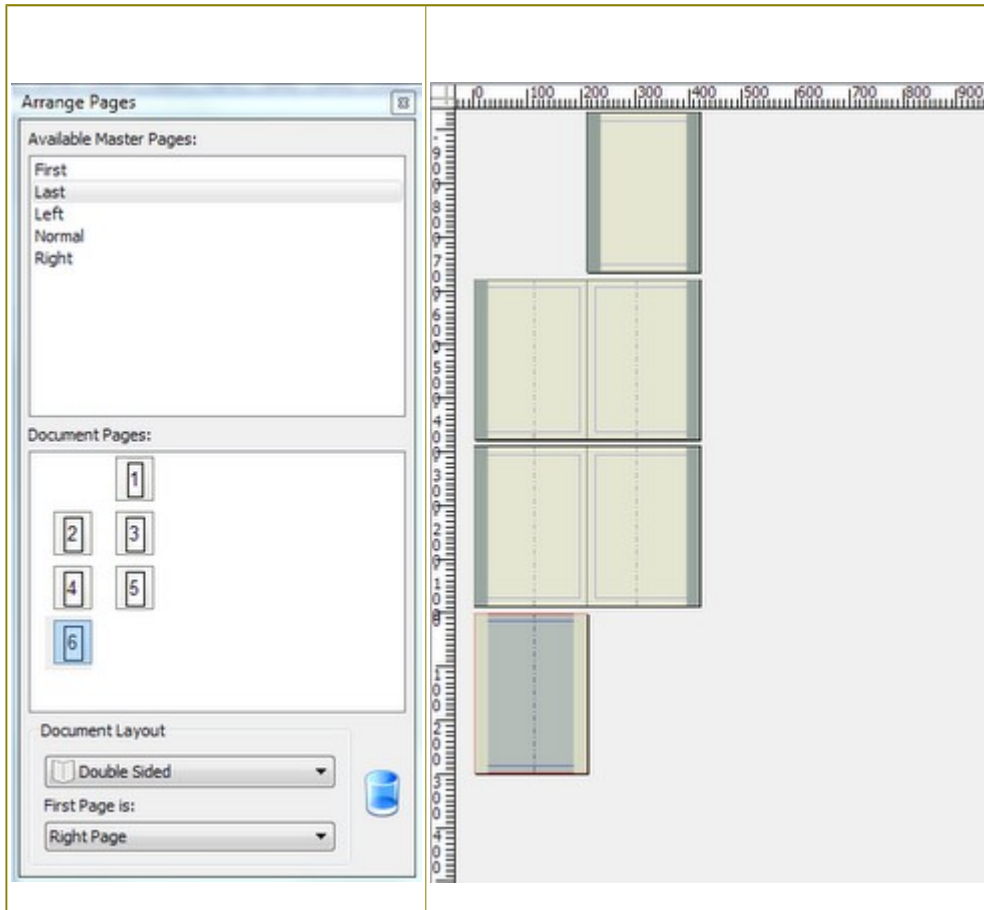 Arrange Pages
Available Master Pages:
First
Last
Left
Normal
Right
Document Pages:
1
2 3
4 5
6
Document Layout
Double Sided
First Page is:
Right Page
0 100 200 300 400 500 600 700 800 900